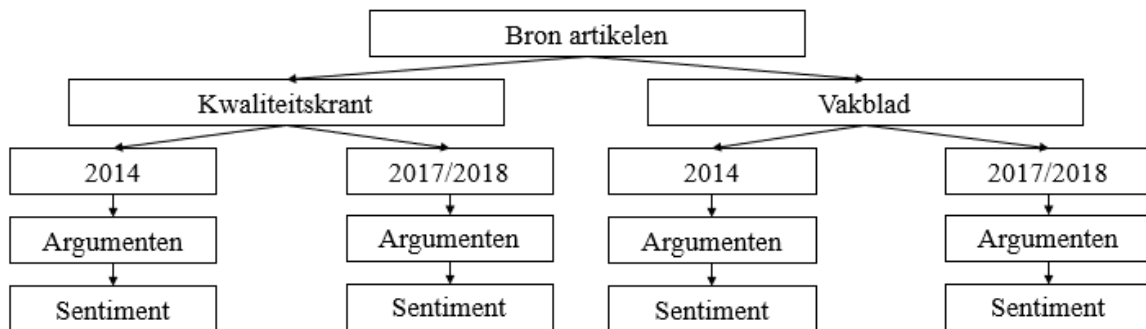 Bron artikelen
Kwaliteitskrant
Vakblad
2014
2017/2018
2014
2017/2018
Argumenten
Argumenten
Argumenten
Argumenten
Sentiment
Sentiment
Sentiment
Sentiment